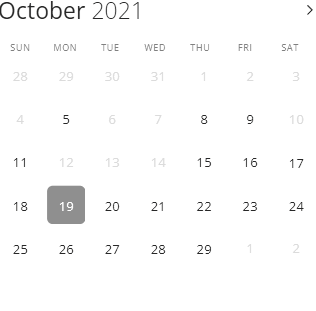 October 2021
SUN MON TUE WED THU FRI SAT
28 29 30 31 1 2 3
4 5 6 7 8 9 10
11 12 13 14 15 16 17
18 19 20 21 22 23 24
25 26 27 28 29 1 2